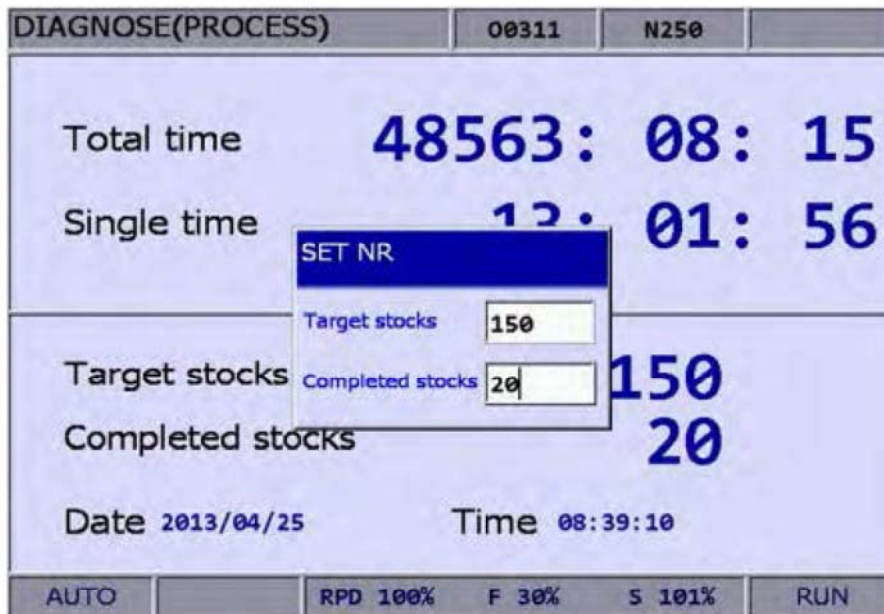 DIAGNOSE(PROCESS) O0311 N250
Total time 48563: 08: 15
Single time 13: 01: 56
SET NR
Target stocks 150
Completed stocks 20
Target stocks 150
Completed stocks 20
Date 2013/04/25 Time 08:39:10
AUTO RPD 100% F 30% S 101% RUN